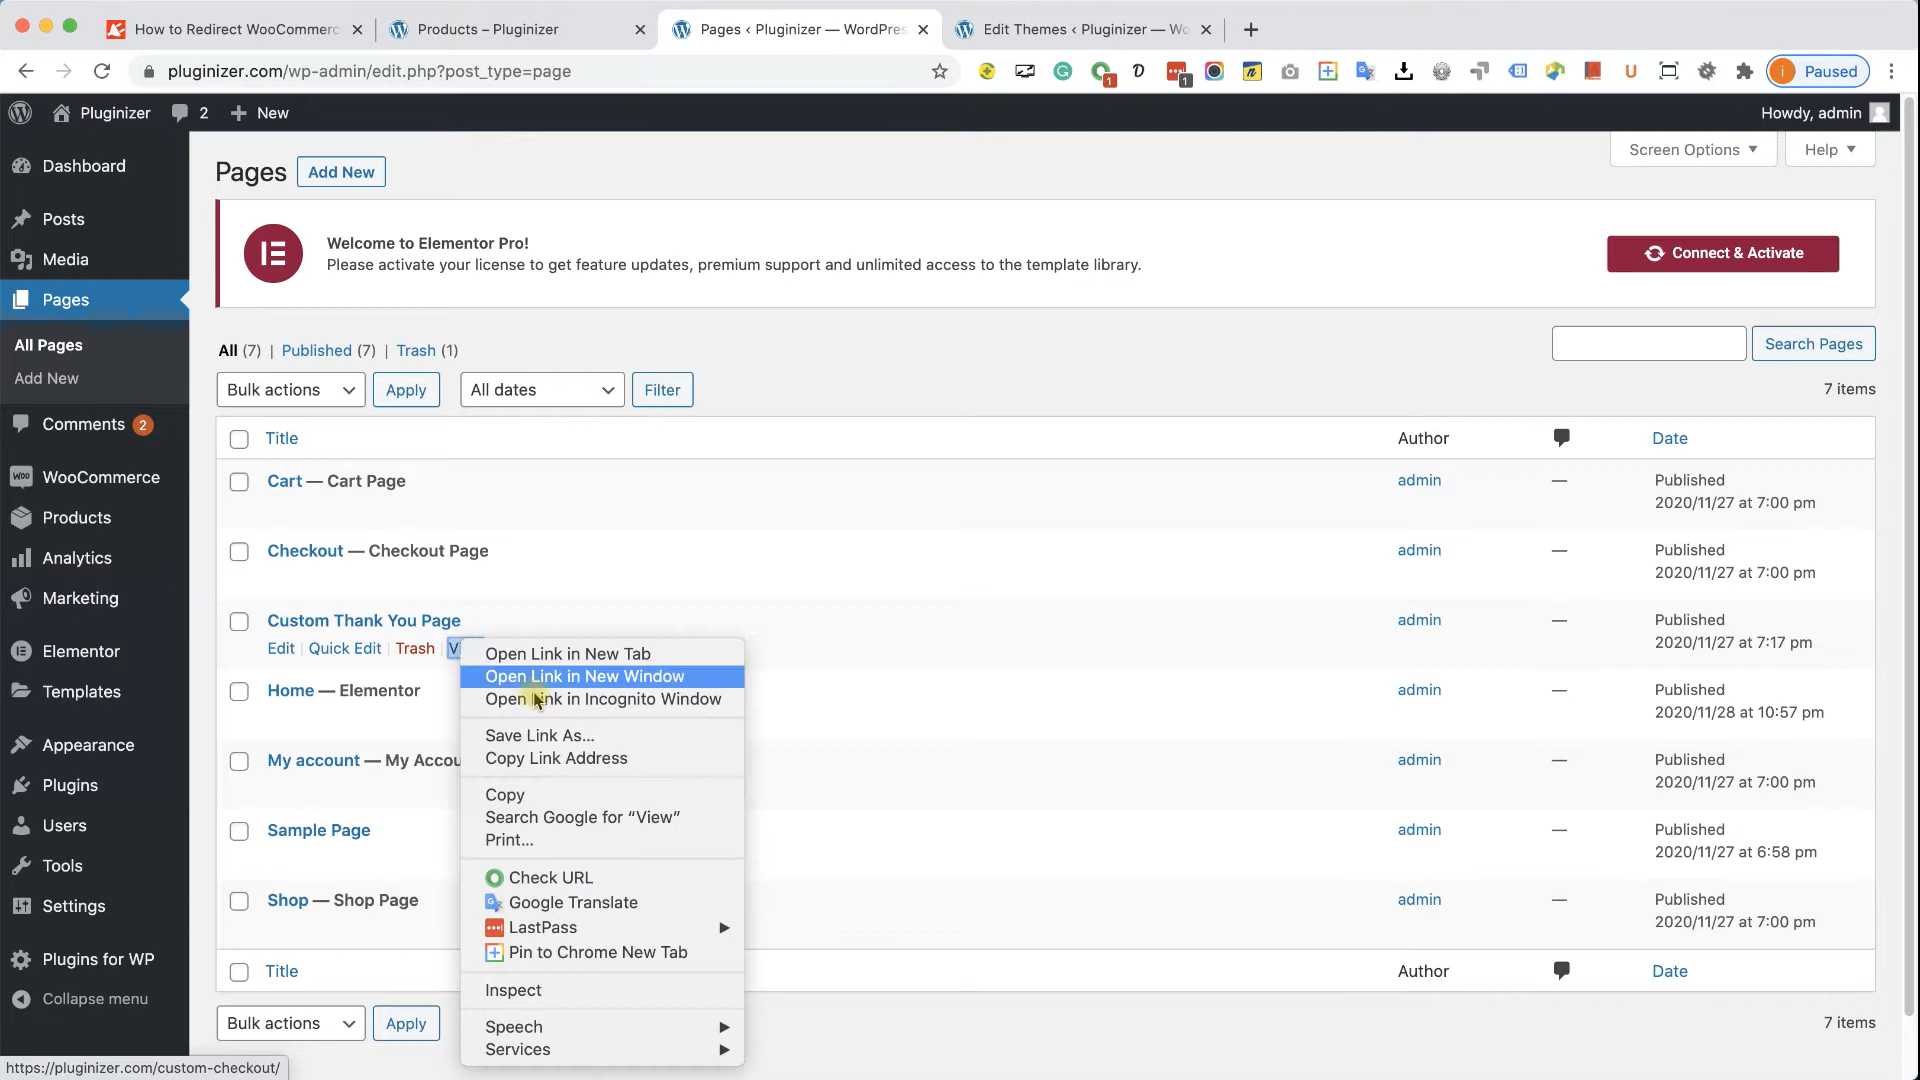 How to Redirect WooCommerc
Products – Pluginizer
Pages ‹ Pluginizer — WordPres
Edit Themes ‹ Pluginizer — Wo
pluginizer.com/wp-admin/edit.php?post_type=page
1
1
i Paused
Pluginizer 2 New
Howdy, admin
Dashboard
Posts
Media
Pages
All Pages
Add New
Comments 2
WooCommerce
Products
Analytics
Marketing
Elementor
Templates
Appearance
Plugins
Users
Tools
Settings
Plugins for WP
Collapse menu
Screen Options Help
Pages Add New
Welcome to Elementor Pro!
Please activate your license to get feature updates, premium support and unlimited access to the template library.
Connect & Activate
All (7) | Published (7) | Trash (1)
Search Pages
Bulk actions Apply All dates Filter
7 items
Title Author Date
Cart — Cart Page admin — Published
2020/11/27 at 7:00 pm
Checkout — Checkout Page admin — Published
2020/11/27 at 7:00 pm
Custom Thank You Page admin — Published
2020/11/27 at 7:17 pm
Edit | Quick Edit | Trash | V
Home — Elementor admin — Published
2020/11/28 at 10:57 pm
My account — My Accou admin — Published
2020/11/27 at 7:00 pm
Sample Page admin — Published
2020/11/27 at 6:58 pm
Shop — Shop Page admin — Published
2020/11/27 at 7:00 pm
Title Author Date
Bulk actions Apply
7 items
Open Link in New Tab
Open Link in New Window
Open Link in Incognito Window
Save Link As...
Copy Link Address
Copy
Search Google for “View”
Print...
Check URL
Google Translate
LastPass
Pin to Chrome New Tab
Inspect
Speech
Services
https://pluginizer.com/custom-checkout/